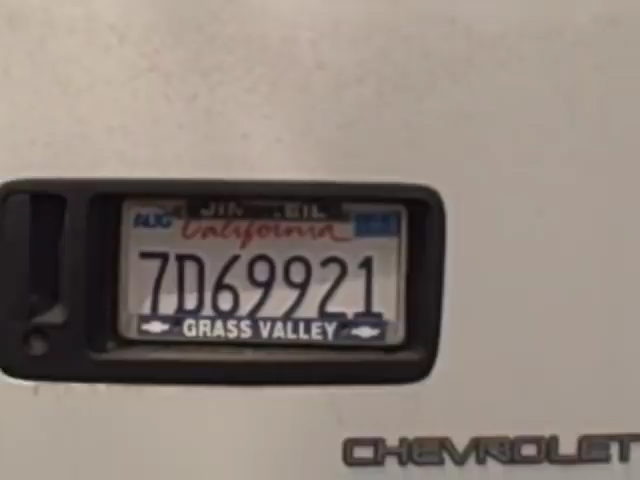 AUG
California
7D69921
GRASS VALLEY
CHEVROLET